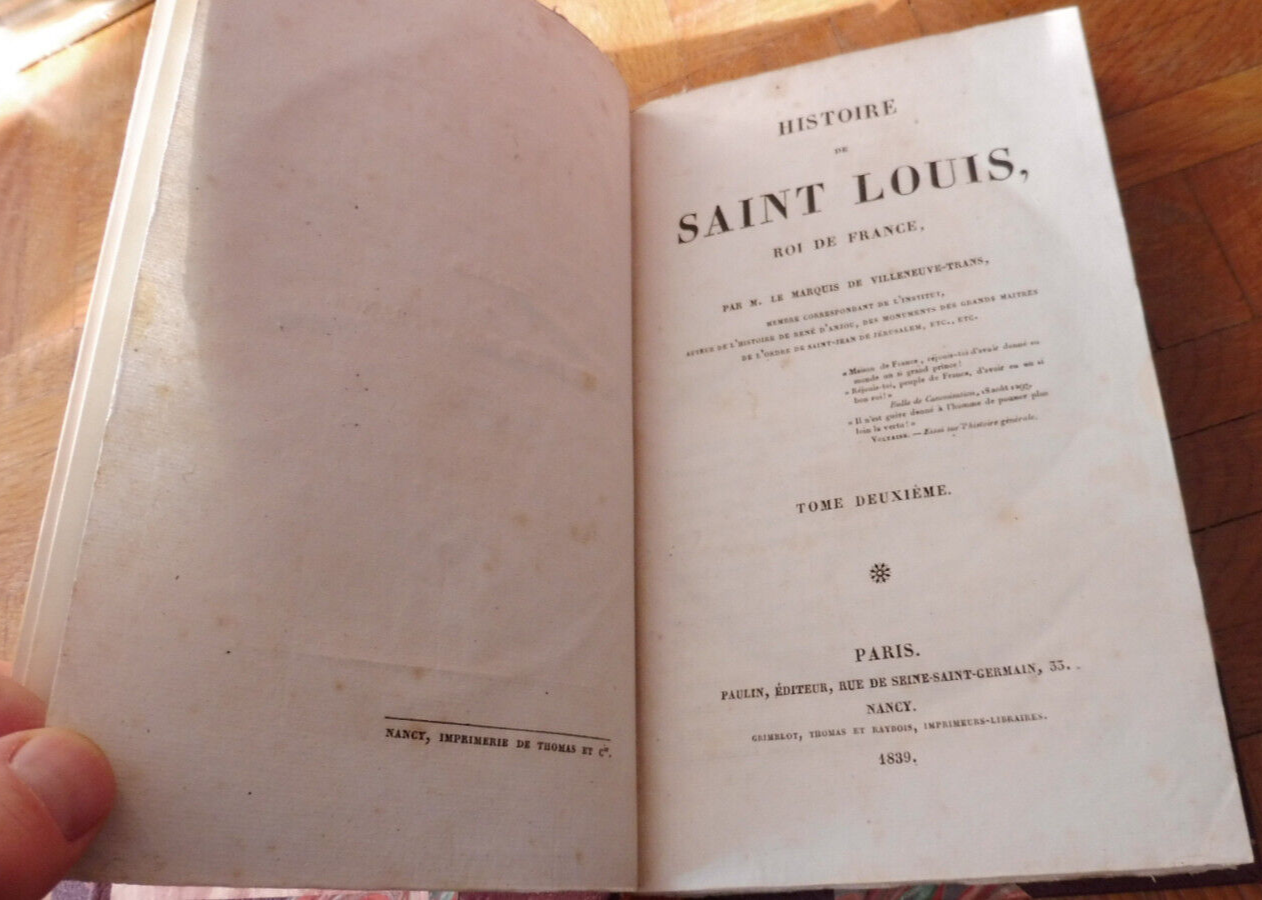 NANCY, IMPRIMERIE DE THOMAS ET Cie.
HISTOIRE
DE
SAINT LOUIS,
ROI DE FRANCE,
PAR M. LE MARQUIS DE VILLENEUVE-TRANS,
MEMBRE CORRESPONDANT DE L'INSTITUT,
AUTEUR DE L'HISTOIRE DE RENÉ D'ANJOU, DES MONUMENTS DES GRANDS MAITRES
DE L'ORDRE DE SAINT-JEAN DE JÉRUSALEM, ETC., ETC.
« Maison de France, réjouis-toi d'avoir donné au
monde un si grand prince!
« Réjouis-toi, peuple de France, d'avoir eu un si
bon roi! »
Bulle de Canonisation, 18 août 1297.
« Il n'est guère donné à l'homme de pousser plus
loin la vertu! »
VOLTAIRE. — Essai sur l'histoire générale.
TOME DEUXIÈME.
PARIS.
PAULIN, ÉDITEUR, RUE DE SEINE-SAINT-GERMAIN, 33.
NANCY.
GRIMBLOT, THOMAS ET RAYBOIS, IMPRIMEURS-LIBRAIRES.
1839.